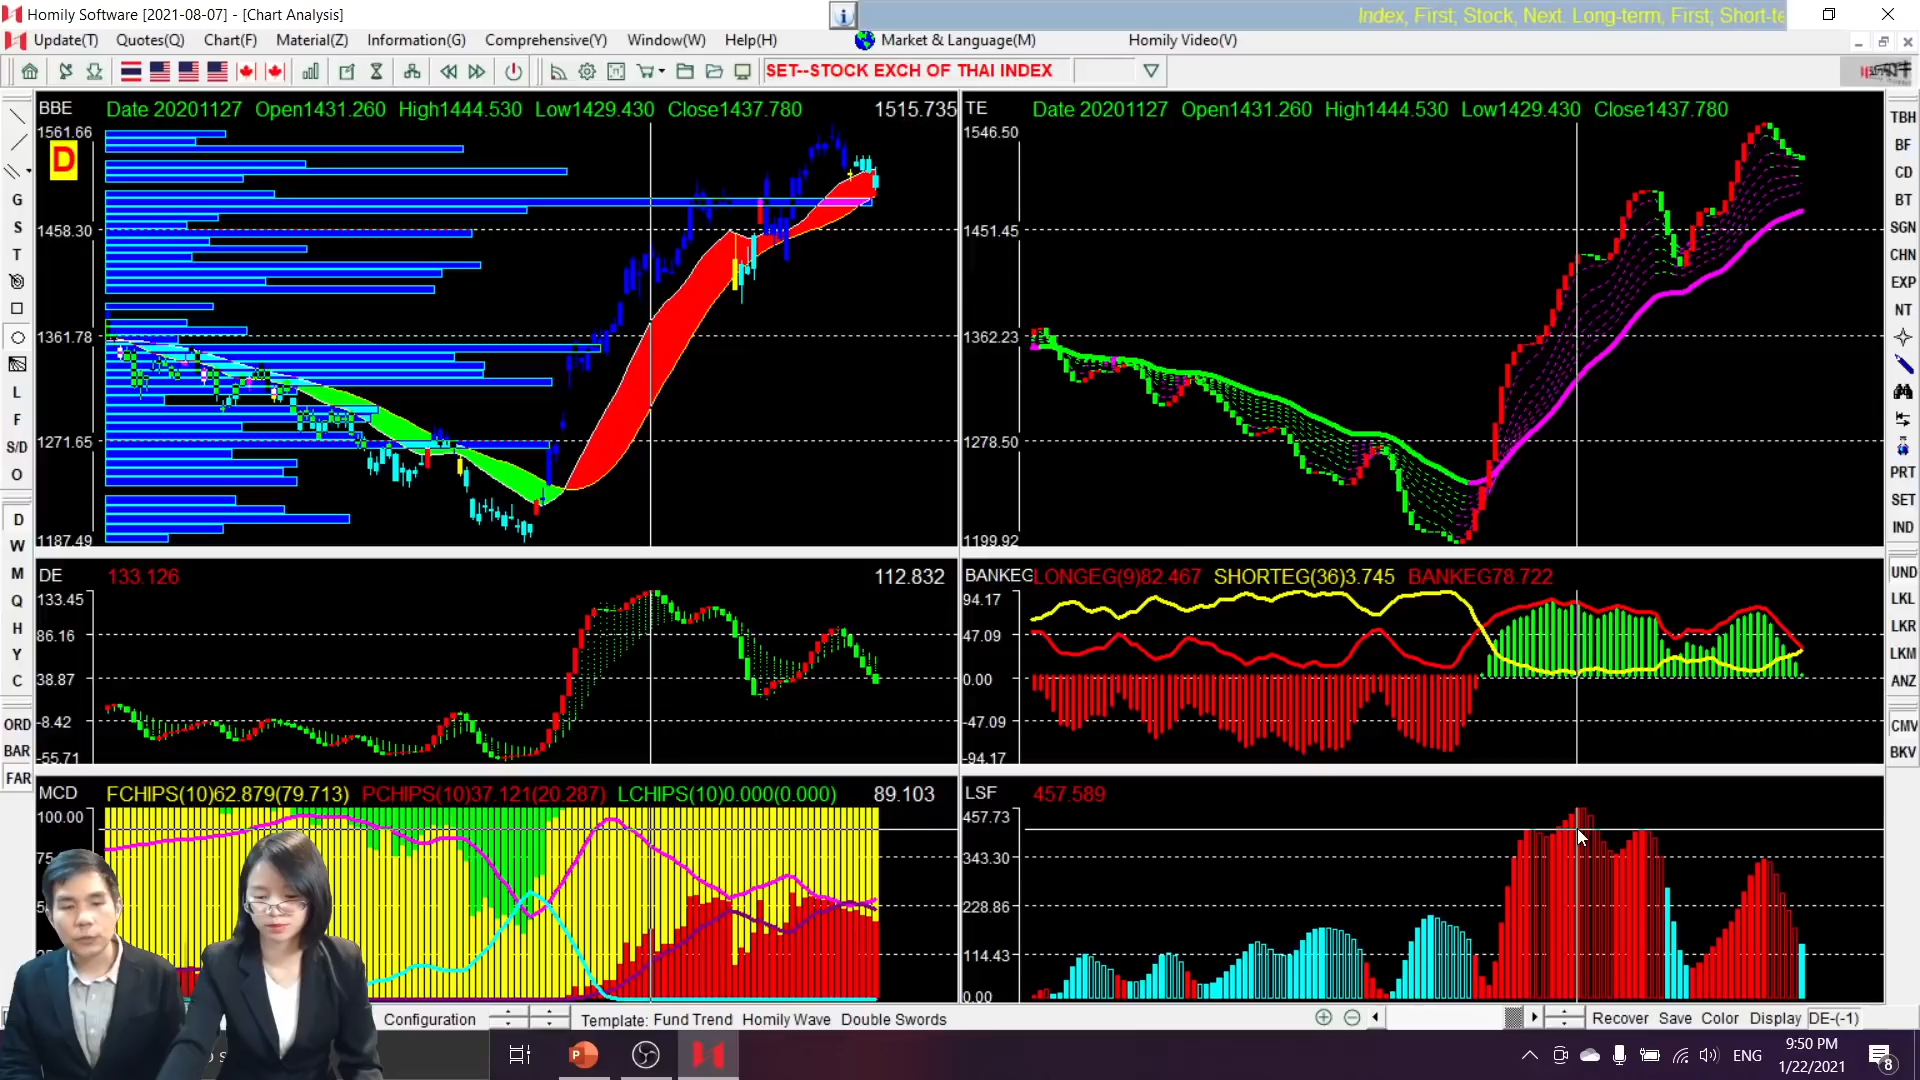 Homily Software [2021-08-07] - [Chart Analysis]
Index, First; Stock, Next. Long-term, First; Short-te
Update(T) Quotes(Q) Chart(F) Material(Z) Information(G) Comprehensive(Y) Window(W) Help(H) Market & Language(M) Homily Video(V)
SET--STOCK EXCH OF THAI INDEX
BBE Date 20201127 Open1431.260 High1444.530 Low1429.430 Close1437.780 1515.735
1561.66
D
1458.30
1361.78
1271.65
1187.49
TE Date 20201127 Open1431.260 High1444.530 Low1429.430 Close1437.780
1546.50
1451.45
1362.23
1278.50
1199.92
DE 133.126 112.832
133.45
86.16
38.87
-8.42
-55.71
BANKEG LONGEG(9)82.467 SHORTEG(36)3.745 BANKEG78.722
94.17
47.09
0.00
-47.09
-94.17
MCD FCHIPS(10)62.879(79.713) PCHIPS(10)37.121(20.287) LCHIPS(10)0.000(0.000) 89.103
100.00
LSF 457.589
457.73
343.30
228.86
114.43
0.00
G
S
T
L
F
S/D
O
D
W
M
Q
H
Y
C
ORD
BAR
FAR
TBH
BF
CD
BT
SGN
CHN
EXP
NT
PRT
SET
IND
UND
LKL
LKR
LKM
ANZ
CMV
BKV
Configuration Template: Fund Trend Homily Wave Double Swords
Recover Save Color Display DE-(-1)
P
ENG
9:50 PM
1/22/2021
8